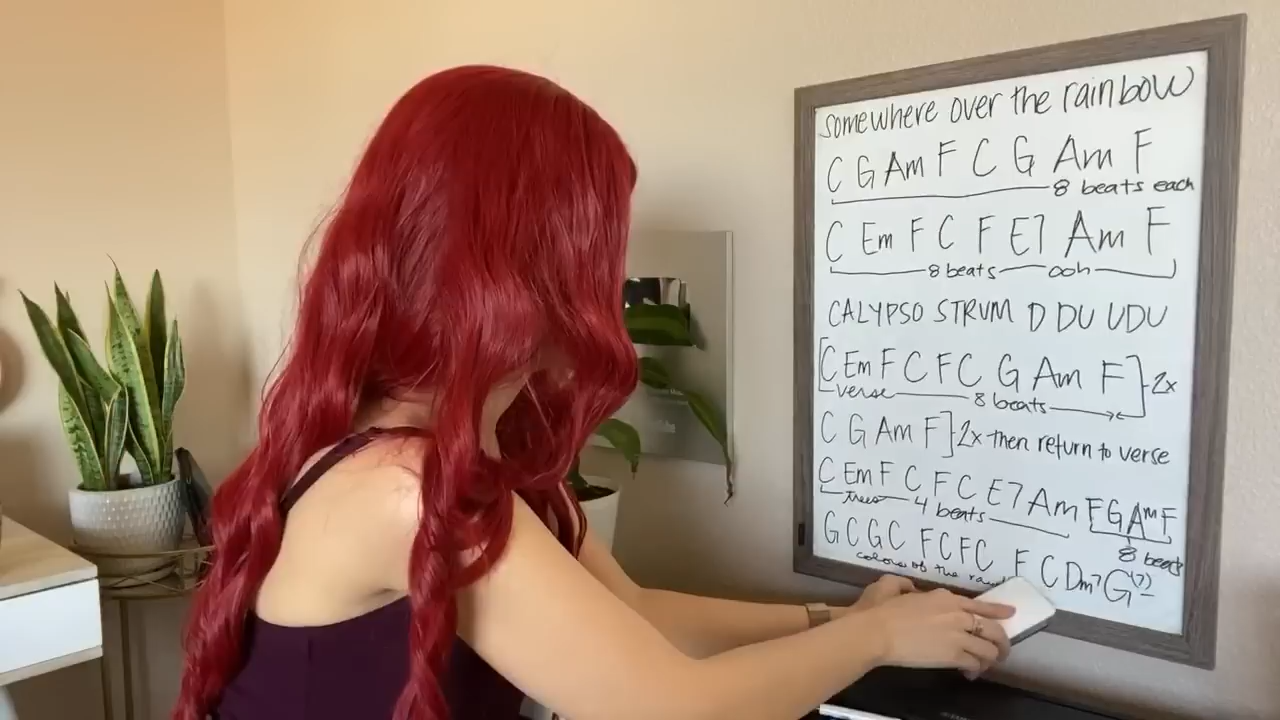 somewhere over the rainbow
C G Am F C G Am F
8 beats each
C Em F C F E7 Am F
8 beats ooh
CALYPSO STRUM D DU UDU
[C Em F C F C G Am F] 2x
verse 8 beats
C G Am F] 2x then return to verse
C Em F C F C E7 Am F G Am F
trees 4 beats
8 beats
G C G C F C F C F C Dm7 G(7)
colors of the